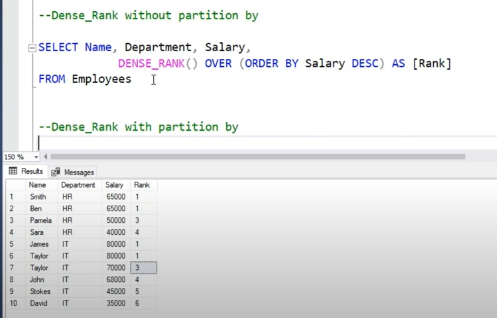 --Dense_Rank without partition by
SELECT Name, Department, Salary,
DENSE_RANK() OVER (ORDER BY Salary DESC) AS [Rank]
FROM Employees
--Dense_Rank with partition by
150 %
Results Messages
Name Department Salary Rank
1 Smith HR 65000 1
2 Ben HR 65000 1
3 Pamela HR 50000 3
4 Sara HR 40000 4
5 James IT 80000 1
6 Taylor IT 80000 1
7 Taylor IT 70000 3
8 John IT 68000 4
9 Stokes IT 45000 5
10 David IT 35000 6